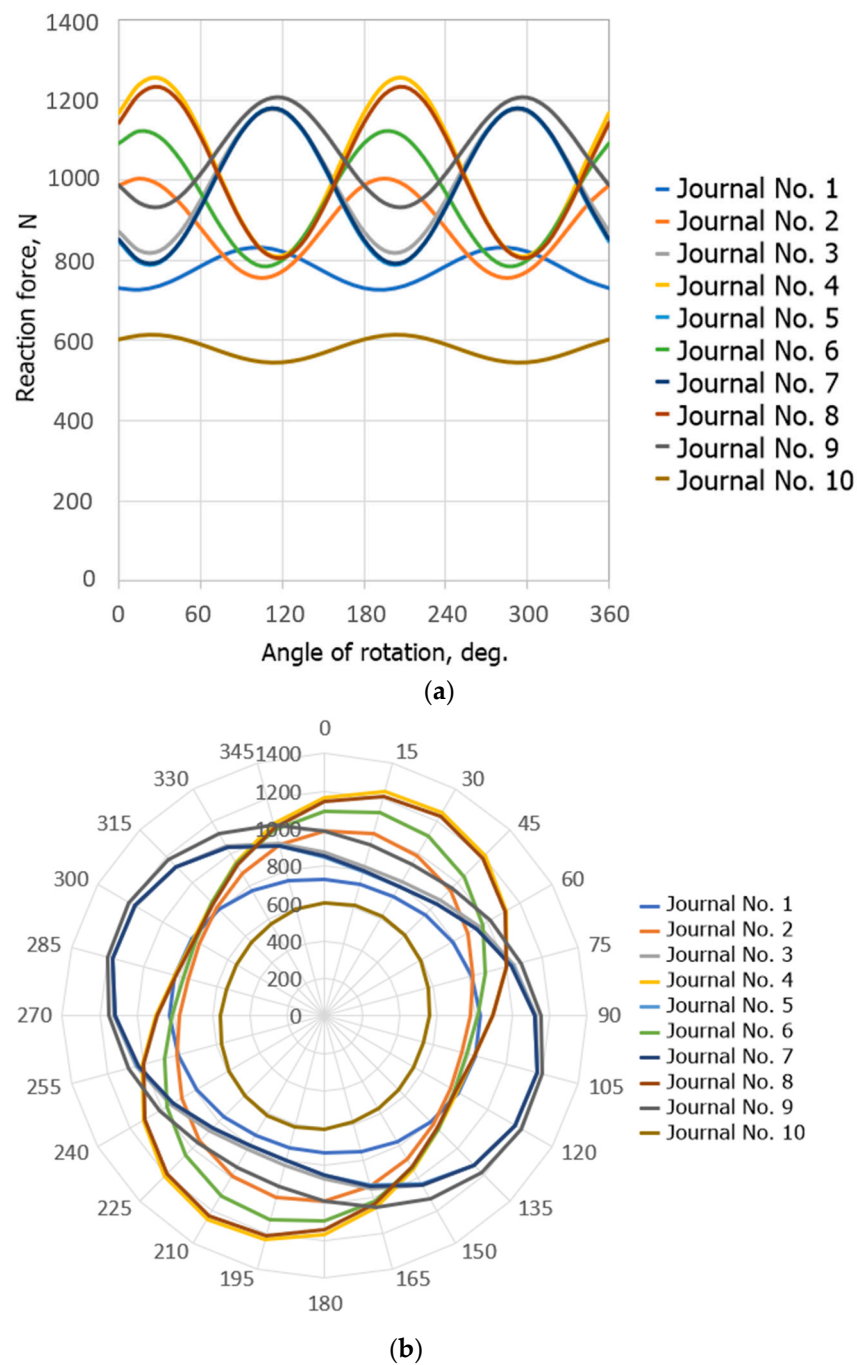 1400
1200
1000
800
600
400
200
0
Reaction force, N
0 60 120 180 240 300 360
Angle of rotation, deg.
Journal No. 1
Journal No. 2
Journal No. 3
Journal No. 4
Journal No. 5
Journal No. 6
Journal No. 7
Journal No. 8
Journal No. 9
Journal No. 10
(a)
0
345 1400 15
330 1200 30
315 1000 45
300 800 60
600
285 400 75
200
270 0 90
255 105
240 120
225 135
210 150
195 165
180
Journal No. 1
Journal No. 2
Journal No. 3
Journal No. 4
Journal No. 5
Journal No. 6
Journal No. 7
Journal No. 8
Journal No. 9
Journal No. 10
(b)